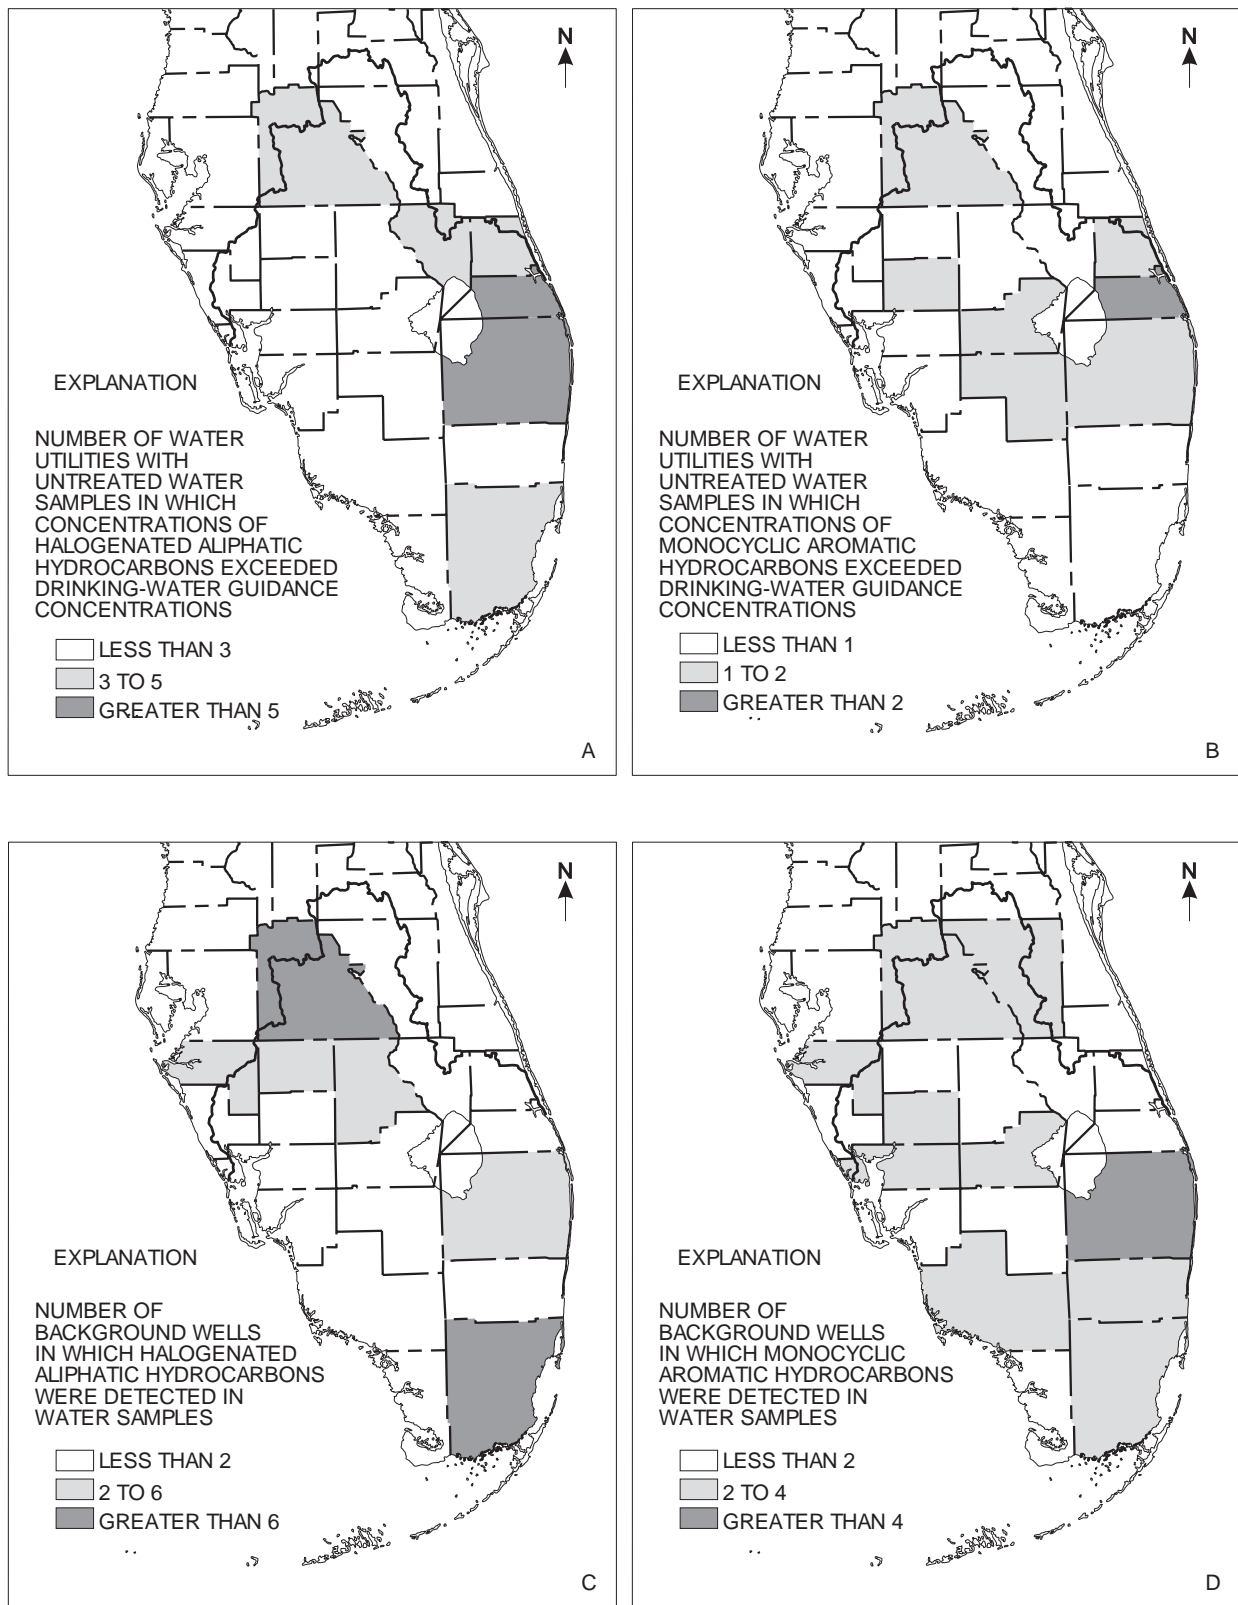 N
EXPLANATION
NUMBER OF WATER
UTILITIES WITH
UNTREATED WATER
SAMPLES IN WHICH
CONCENTRATIONS OF
HALOGENATED ALIPHATIC
HYDROCARBONS EXCEEDED
DRINKING-WATER GUIDANCE
CONCENTRATIONS
LESS THAN 3
3 TO 5
GREATER THAN 5
A
N
EXPLANATION
NUMBER OF WATER
UTILITIES WITH
UNTREATED WATER
SAMPLES IN WHICH
CONCENTRATIONS OF
MONOCYCLIC AROMATIC
HYDROCARBONS EXCEEDED
DRINKING-WATER GUIDANCE
CONCENTRATIONS
LESS THAN 1
1 TO 2
GREATER THAN 2
B
N
EXPLANATION
NUMBER OF
BACKGROUND WELLS
IN WHICH HALOGENATED
ALIPHATIC HYDROCARBONS
WERE DETECTED IN
WATER SAMPLES
LESS THAN 2
2 TO 6
GREATER THAN 6
C
N
EXPLANATION
NUMBER OF
BACKGROUND WELLS
IN WHICH MONOCYCLIC
AROMATIC HYDROCARBONS
WERE DETECTED IN
WATER SAMPLES
LESS THAN 2
2 TO 4
GREATER THAN 4
D